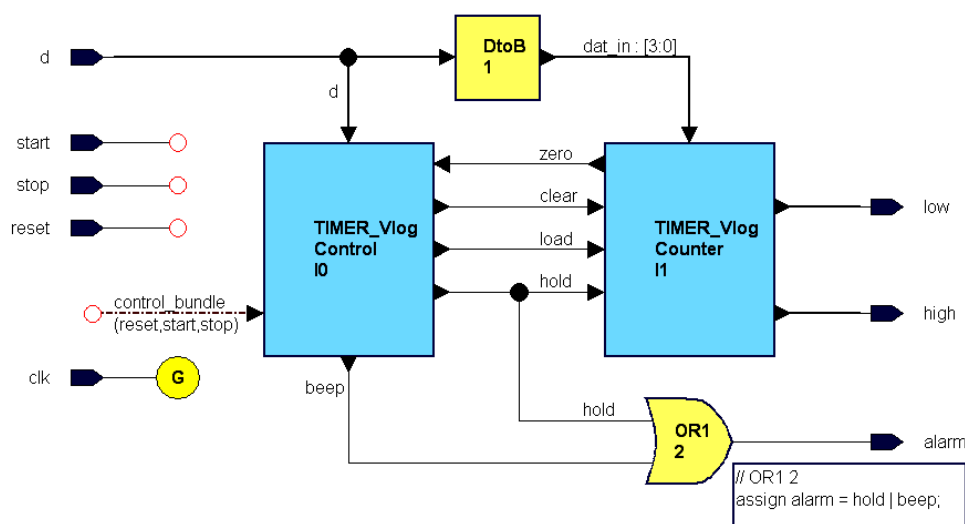 d
DtoB
1
dat_in : [3:0]
d
start
stop
reset
zero
clear
load
hold
TIMER_Vlog
Control
I0
TIMER_Vlog
Counter
I1
low
high
control_bundle
(reset,start,stop)
clk
G
beep
hold
OR1
2
alarm
// OR1 2
assign alarm = hold | beep;